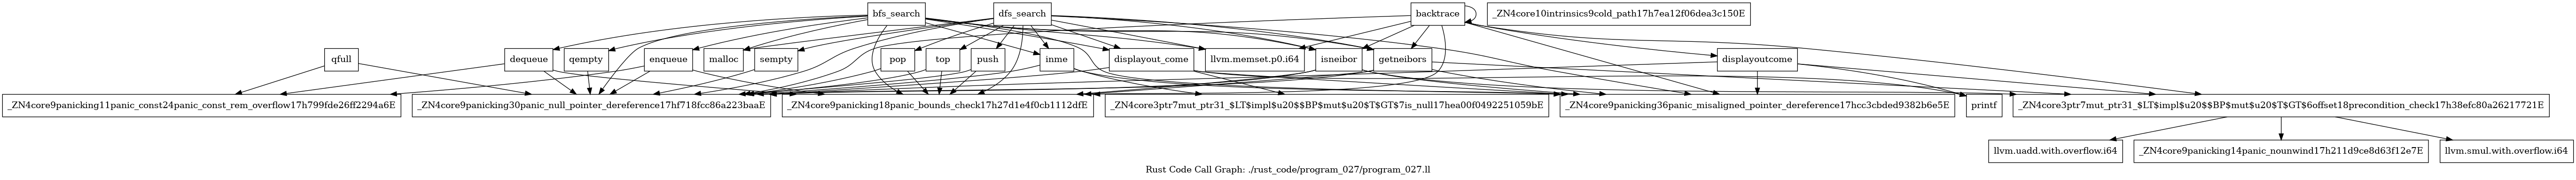 bfs_search
dfs_search
backtrace
_ZN4core10intrinsics9cold_path17h7ea12f06dea3c150E
qfull
dequeue
qempty
enqueue
malloc
sempty
pop
top
push
inme
displayout_come
llvm.memset.p0.i64
isneibor
getneibors
displayoutcome
_ZN4core9panicking11panic_const24panic_const_rem_overflow17h799fde26ff2294a6E
_ZN4core9panicking30panic_null_pointer_dereference17hf718fcc86a223baaE
_ZN4core9panicking18panic_bounds_check17h27d1e4f0cb1112dfE
_ZN4core3ptr7mut_ptr31_$LT$impl$u20$$BP$mut$u20$T$GT$7is_null17hea00f0492251059bE
_ZN4core9panicking36panic_misaligned_pointer_dereference17hcc3cbded9382b6e5E
printf
_ZN4core3ptr7mut_ptr31_$LT$impl$u20$$BP$mut$u20$T$GT$6offset18precondition_check17h38efc80a26217721E
llvm.uadd.with.overflow.i64
_ZN4core9panicking14panic_nounwind17h211d9ce8d63f12e7E
llvm.smul.with.overflow.i64
Rust Code Call Graph: ./rust_code/program_027/program_027.ll